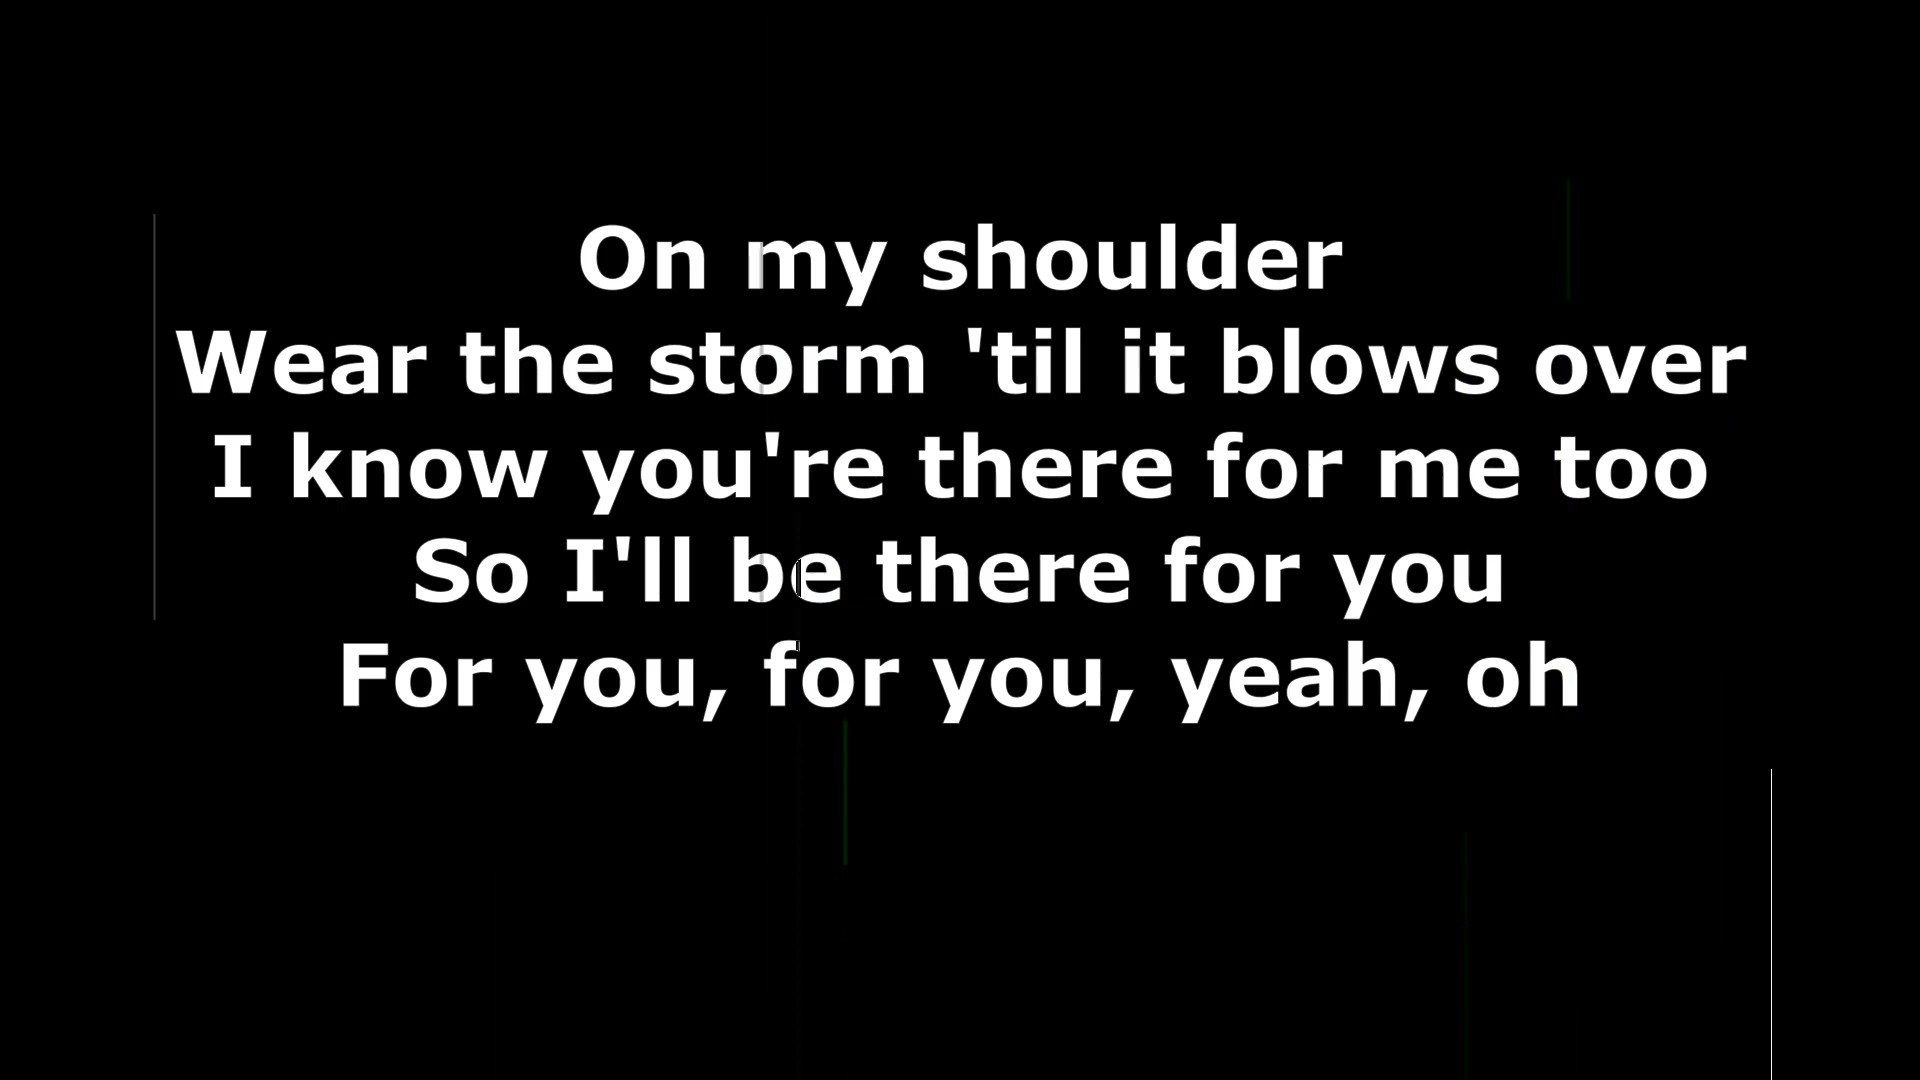 On my shoulder
Wear the storm 'til it blows over
I know you're there for me too
So I'll be there for you
For you, for you, yeah, oh